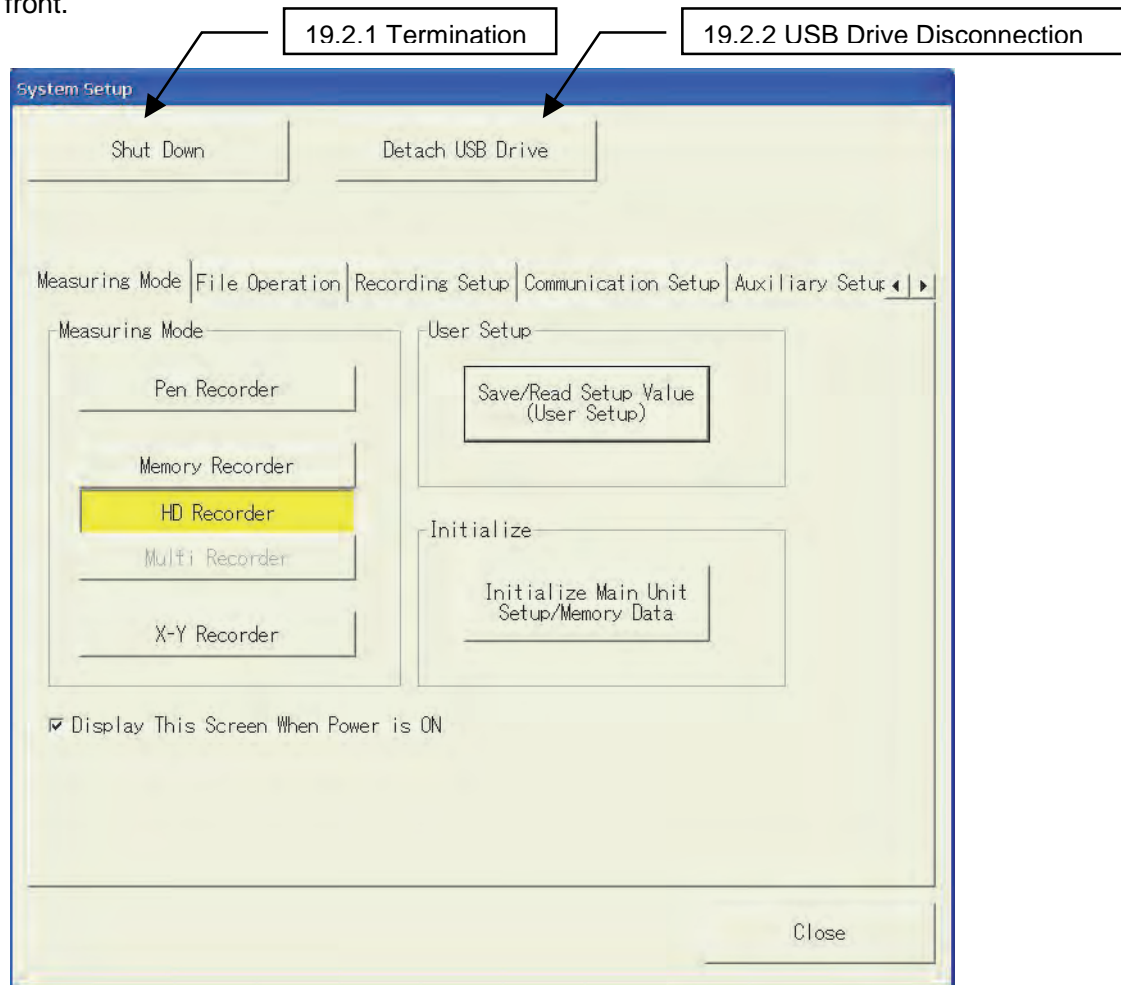 front.
19.2.1 Termination
19.2.2 USB Drive Disconnection
System Setup
Shut Down
Detach USB Drive
Measuring Mode
File Operation
Recording Setup
Communication Setup
Auxiliary Setup
Measuring Mode
User Setup
Pen Recorder
Save/Read Setup Value
(User Setup)
Memory Recorder
HD Recorder
Initialize
Multi Recorder
Initialize Main Unit
Setup/Memory Data
X-Y Recorder
Display This Screen When Power is ON
Close